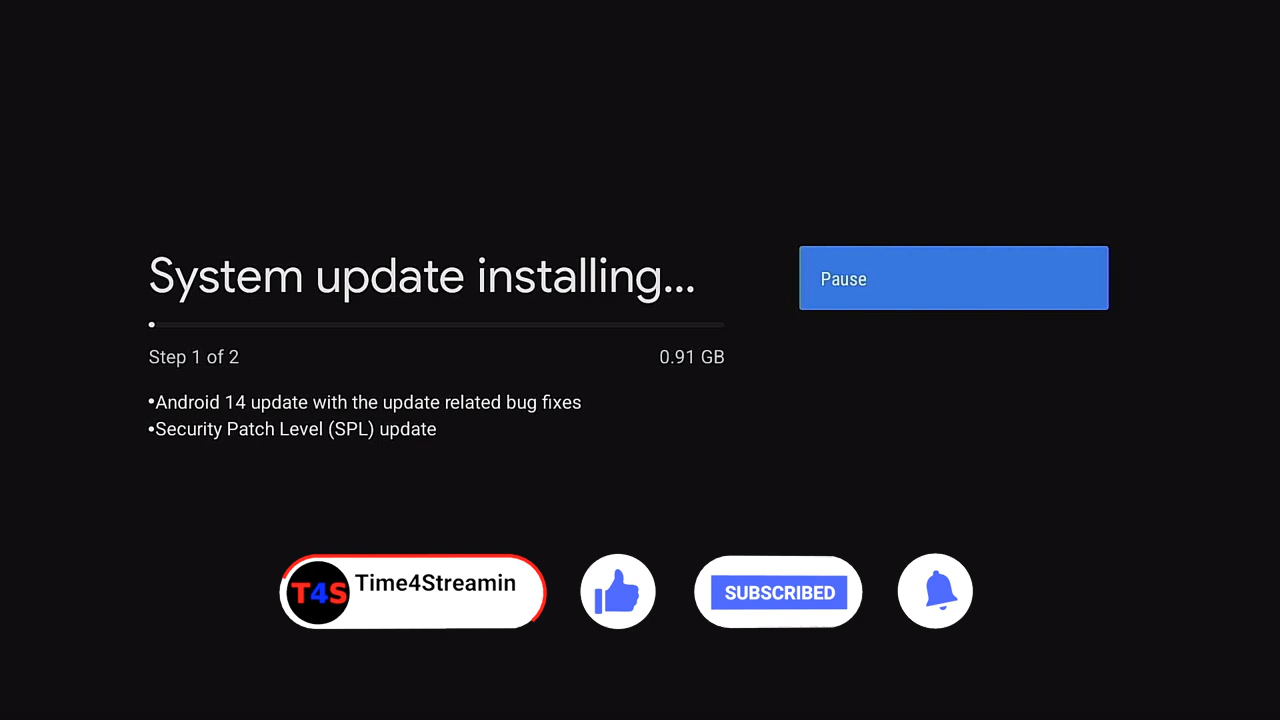 System update installing...
Pause
Step 1 of 2
0.91 GB
•Android 14 update with the update related bug fixes
•Security Patch Level (SPL) update
T4S
Time4Streamin
SUBSCRIBED